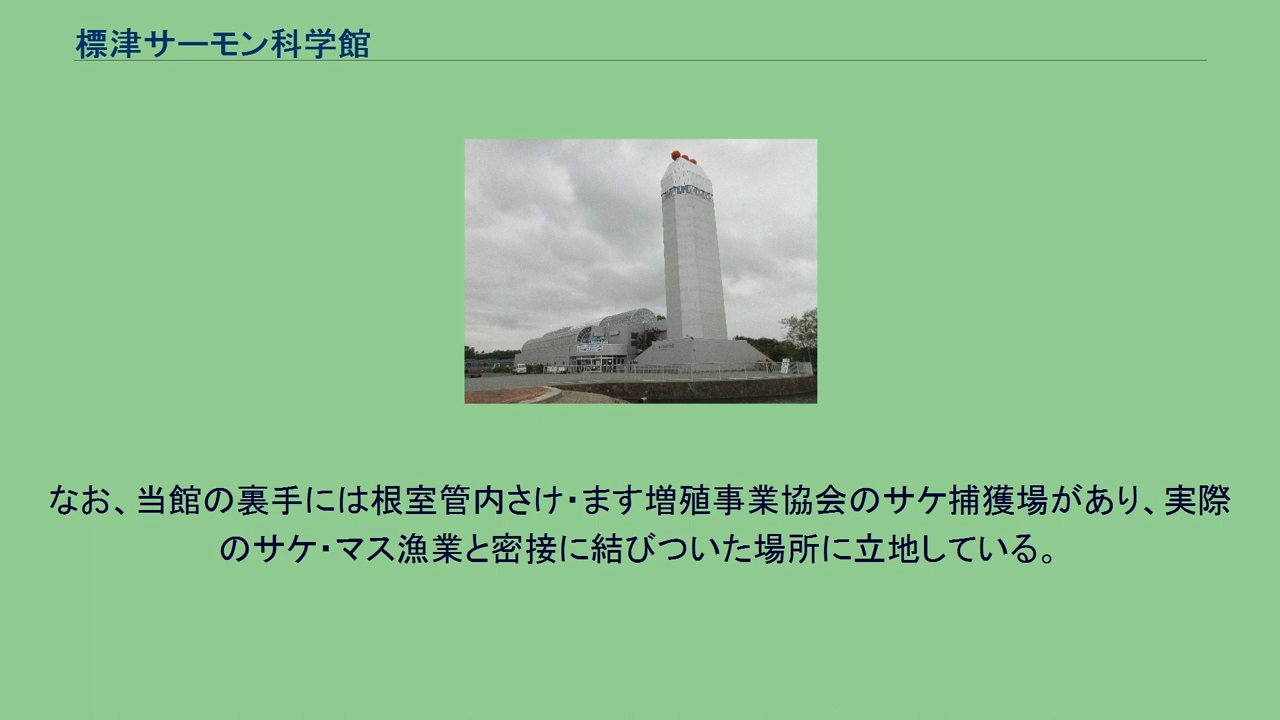 標津サーモン科学館
なお、当館の裏手には根室管内さけ・ます増殖事業協会のサケ捕獲場があり、実際
のサケ・マス漁業と密接に結びついた場所に立地している。